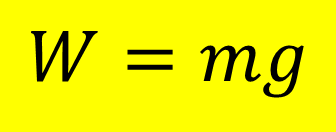 W = mg